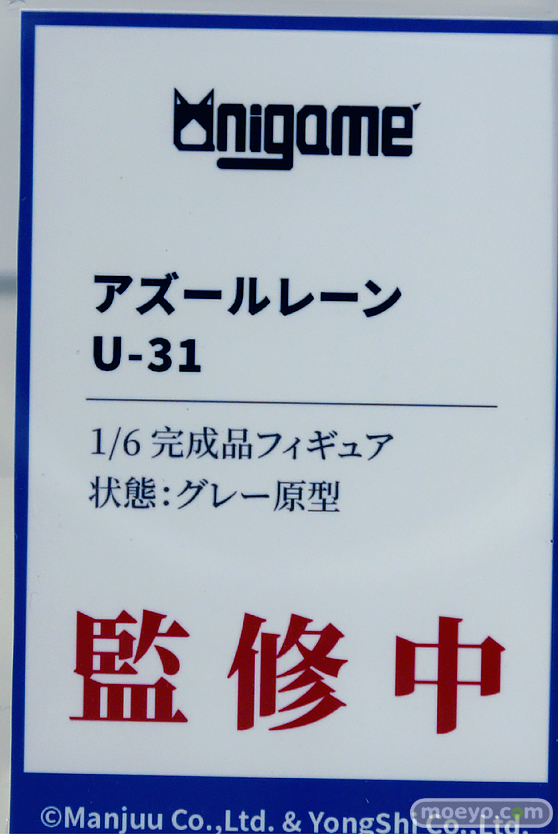 Onigame
アズールレーン
U-31
1/6 完成品フィギュア
状態：グレー原型
監修中
©Manjuu Co.,Ltd. & YongShi Co.,Ltd.
moeyo.com